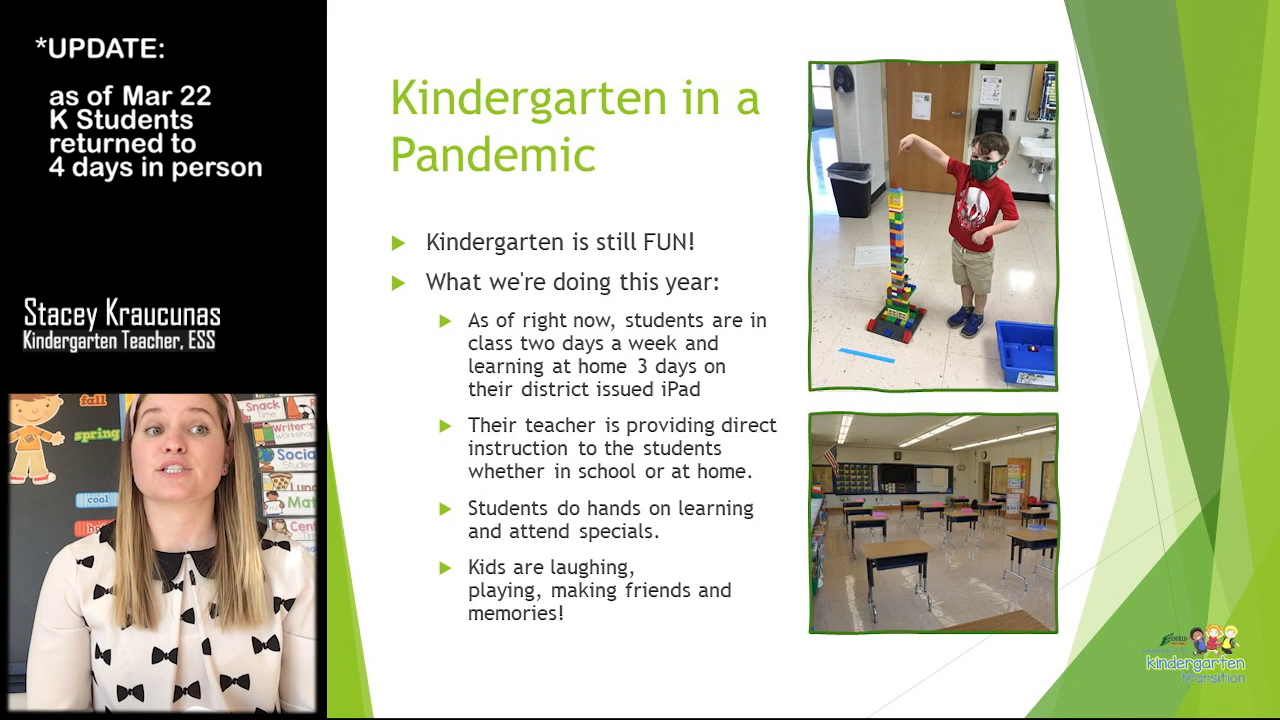 *UPDATE:
as of Mar 22
K Students
returned to
4 days in person
Stacey Kraucunas
Kindergarten Teacher, ESS
fall
spring
cool
Snack
Time
Writer's
Workshop
Social
Kindergarten in a
Pandemic
Kindergarten is still FUN!
What we're doing this year:
As of right now, students are in
class two days a week and
learning at home 3 days on
their district issued iPad
Their teacher is providing direct
instruction to the students
whether in school or at home.
Students do hands on learning
and attend specials.
Kids are laughing,
playing, making friends and
memories!
kindergarten
transition